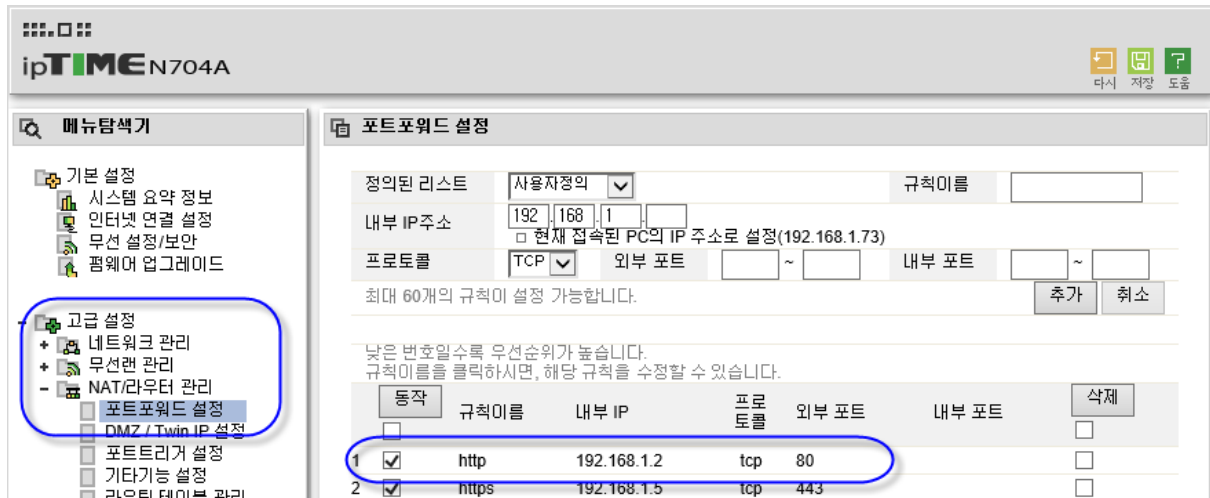 ipTIME N704A
다시 저장 도움
메뉴탐색기
기본 설정
시스템 요약 정보
인터넷 연결 설정
무선 설정/보안
펌웨어 업그레이드
고급 설정
네트워크 관리
무선랜 관리
NAT/라우터 관리
포트포워드 설정
DMZ / Twin IP 설정
포트트리거 설정
기타기능 설정
라우팅 테이블 관리
포트포워드 설정
정의된 리스트 사용자정의 규칙이름
내부 IP주소 192 . 168 . 1 .
현재 접속된 PC의 IP 주소로 설정(192.168.1.73)
프로토콜 TCP 외부 포트 ~ 내부 포트 ~
최대 60개의 규칙이 설정 가능합니다. 추가 취소
낮은 번호일수록 우선순위가 높습니다.
규칙이름을 클릭하시면, 해당 규칙을 수정할 수 있습니다.
동작 규칙이름 내부 IP 프로토콜 외부 포트 내부 포트 삭제
1 http 192.168.1.2 tcp 80
2 https 192.168.1.5 tcp 443